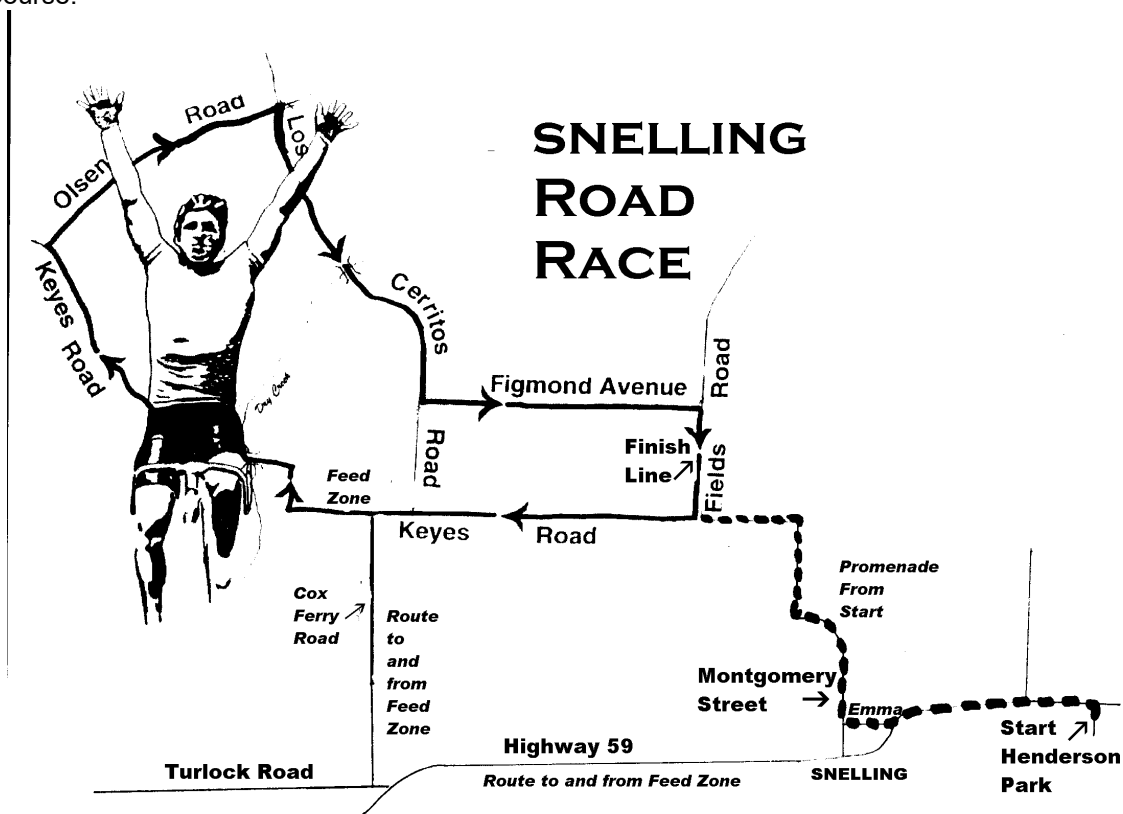 course.
SNELLING
ROAD
RACE
Olsen
Road
Los
Cerritos
Road
Keyes
Road
Figmond Avenue
Road
Fields
Finish
Line
Feed
Zone
Keyes
Road
Cox
Ferry
Road
Route
to
and
from
Feed
Zone
Promenade
From
Start
Montgomery
Street
Emma
Start
Henderson
Park
Highway 59
Route to and from Feed Zone
SNELLING
Turlock Road